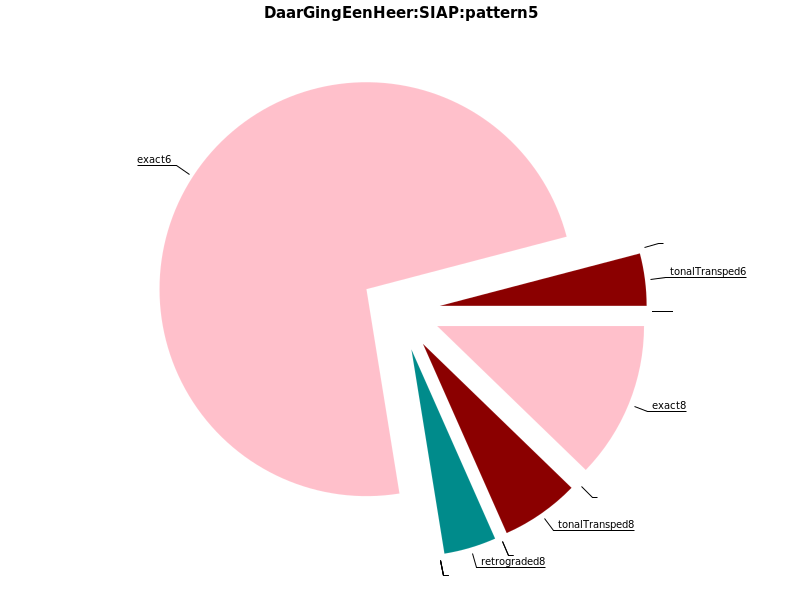 DaarGingEenHeer:SIAP:pattern5
exact6
tonalTransped6
exact8
tonalTransped8
retrograded8